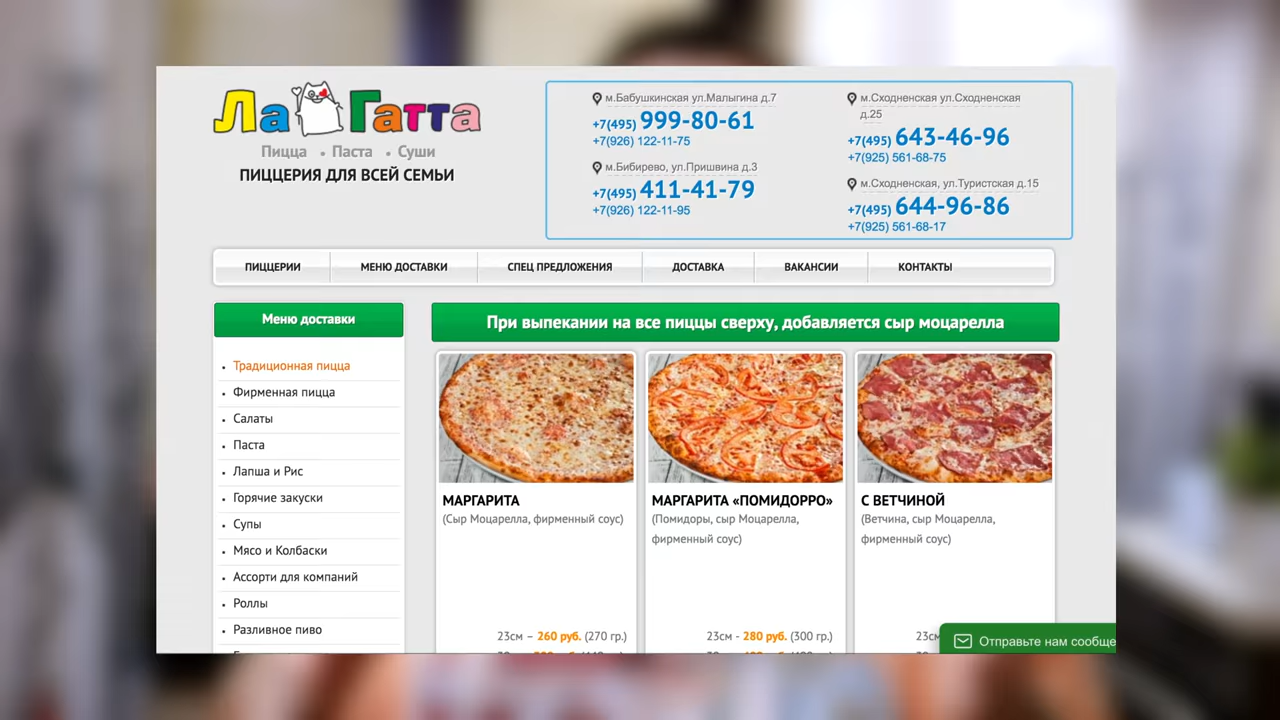 Ла Гатта
Пицца • Паста • Суши
ПИЦЦЕРИЯ ДЛЯ ВСЕЙ СЕМЬИ
м.Бабушкинская ул.Малыгина д.7
+7(495) 999-80-61
+7(926) 122-11-75
м.Бибирево, ул.Пришвина д.3
+7(495) 411-41-79
+7(926) 122-11-95
м.Сходненская ул.Сходненская
д.25
+7(495) 643-46-96
+7(925) 561-68-75
м.Сходненская, ул.Туристская д.15
+7(495) 644-96-86
+7(925) 561-68-17
ПИЦЦЕРИИ МЕНЮ ДОСТАВКИ СПЕЦ ПРЕДЛОЖЕНИЯ ДОСТАВКА ВАКАНСИИ КОНТАКТЫ
Меню доставки
• Традиционная пицца
• Фирменная пицца
• Салаты
• Паста
• Лапша и Рис
• Горячие закуски
• Супы
• Мясо и Колбаски
• Ассорти для компаний
• Роллы
• Разливное пиво
При выпекании на все пиццы сверху, добавляется сыр моцарелла
МАРГАРИТА
(Сыр Моцарелла, фирменный соус)
23см – 260 руб. (270 гр.)
МАРГАРИТА «ПОМИДОРРО»
(Помидоры, сыр Моцарелла,
фирменный соус)
23см - 280 руб. (300 гр.)
С ВЕТЧИНОЙ
(Ветчина, сыр Моцарелла,
фирменный соус)
23см
Отправьте нам сообще